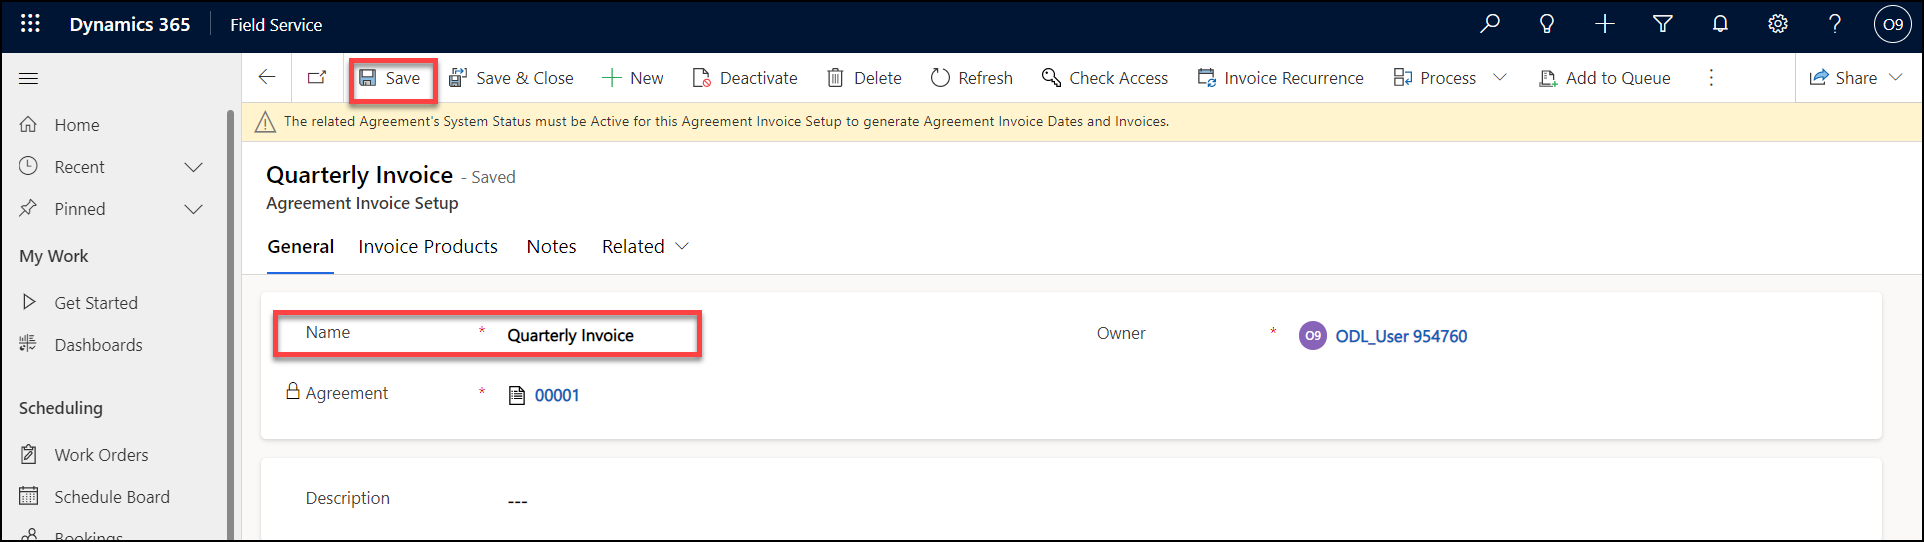 Dynamics 365 Field Service O9
Save Save & Close New Deactivate Delete Refresh Check Access Invoice Recurrence Process Add to Queue Share
The related Agreement's System Status must be Active for this Agreement Invoice Setup to generate Agreement Invoice Dates and Invoices.
Home
Recent
Pinned
My Work
Get Started
Dashboards
Scheduling
Work Orders
Schedule Board
Bookings
Quarterly Invoice - Saved
Agreement Invoice Setup
General Invoice Products Notes Related
Name * Quarterly Invoice
Owner * O9 ODL_User 954760
Agreement * 00001
Description ---